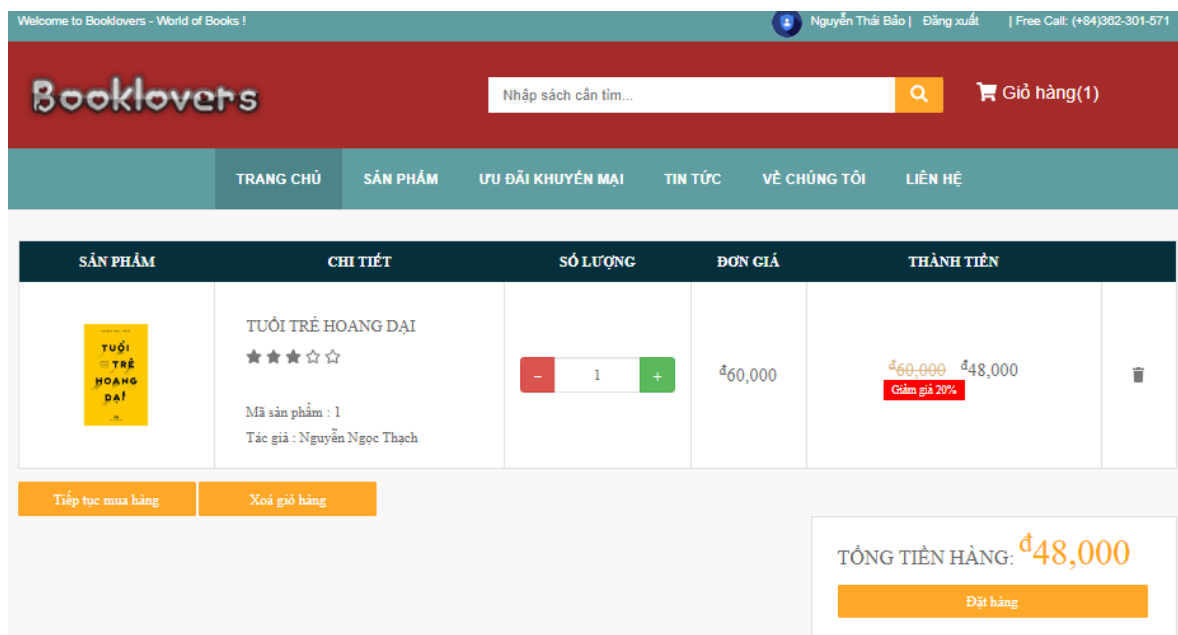 Welcome to Booklovers - World of Books !
Nguyễn Thái Bảo | Đăng xuất | Free Call: (+84)362-301-571
Booklovers
Nhập sách cần tìm...
Giỏ hàng(1)
TRANG CHỦ SẢN PHẨM ƯU ĐÃI KHUYẾN MẠI TIN TỨC VỀ CHÚNG TÔI LIÊN HỆ
SẢN PHẨM CHI TIẾT SỐ LƯỢNG ĐƠN GIÁ THÀNH TIỀN
TUỔI
TRẺ
HOANG
DẠI
TUỔI TRẺ HOANG DẠI
Mã sản phẩm : 1
Tác giả : Nguyễn Ngọc Thạch
- 1 +
đ60,000
đ60,000 đ48,000
Giảm giá 20%
Tiếp tục mua hàng Xoá giỏ hàng
TỔNG TIỀN HÀNG: đ48,000
Đặt hàng